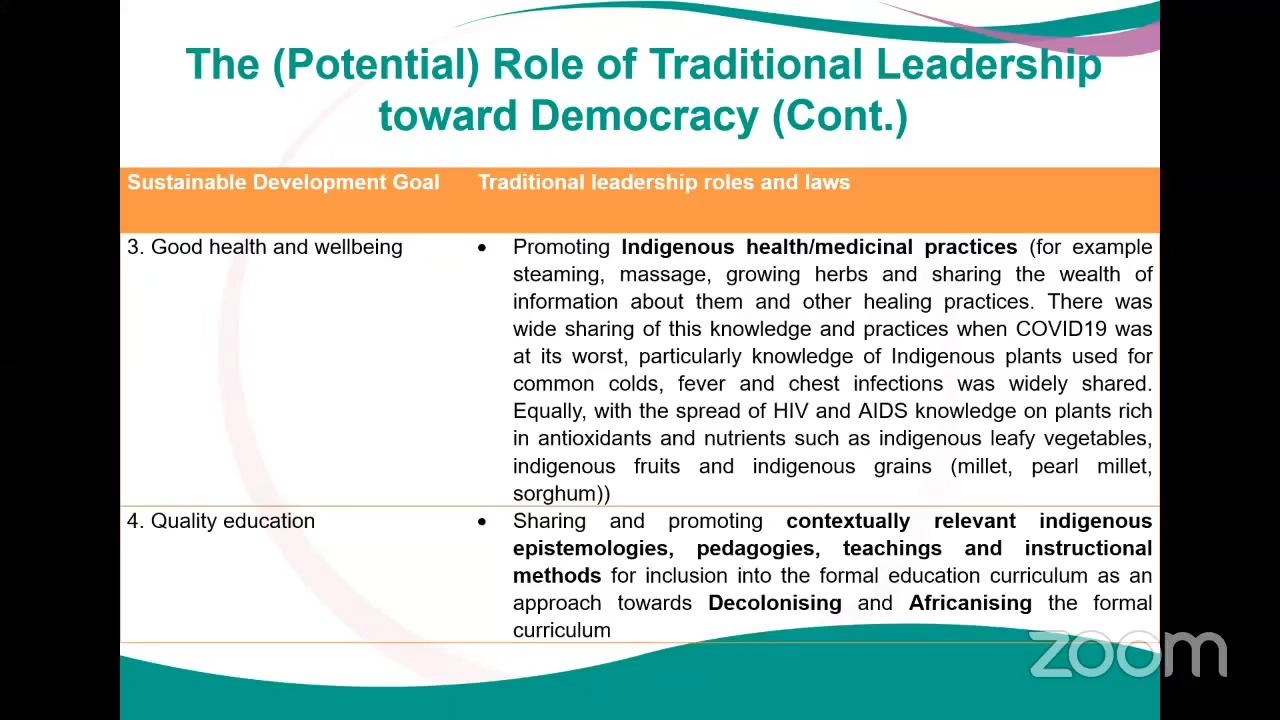 The (Potential) Role of Traditional Leadership
toward Democracy (Cont.)
Sustainable Development Goal
Traditional leadership roles and laws
3. Good health and wellbeing
• Promoting Indigenous health/medicinal practices (for example
steaming, massage, growing herbs and sharing the wealth of
information about them and other healing practices. There was
wide sharing of this knowledge and practices when COVID19 was
at its worst, particularly knowledge of Indigenous plants used for
common colds, fever and chest infections was widely shared.
Equally, with the spread of HIV and AIDS knowledge on plants rich
in antioxidants and nutrients such as indigenous leafy vegetables,
indigenous fruits and indigenous grains (millet, pearl millet,
sorghum))
4. Quality education
• Sharing and promoting contextually relevant indigenous
epistemologies, pedagogies, teachings and instructional
methods for inclusion into the formal education curriculum as an
approach towards Decolonising and Africanising the formal
curriculum
zoom